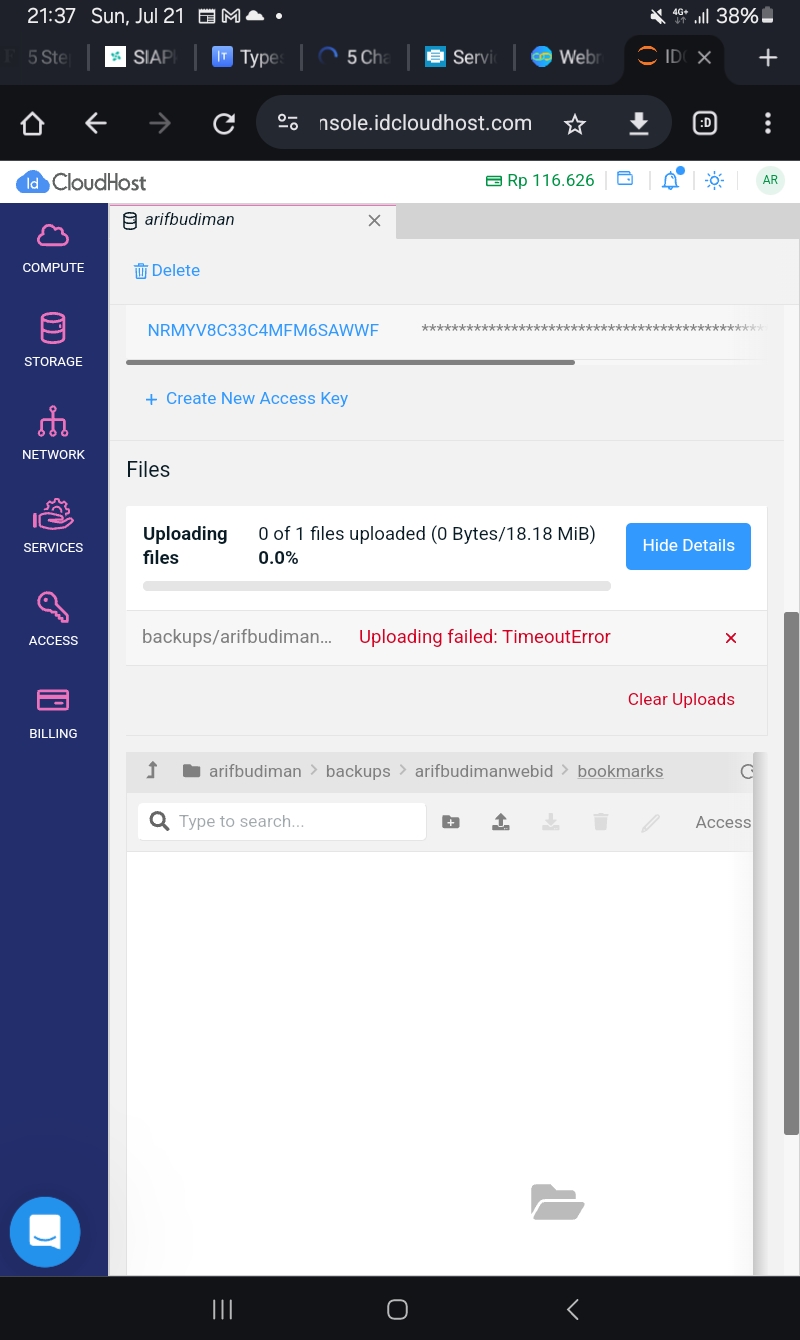 21:37 Sun, Jul 21
4G+ 38%
5 Ste
SIAP
Types
5 Cha
Servi
Webr
ID
nsole.idcloudhost.com
:D
Id CloudHost
Rp 116.626
AR
COMPUTE
STORAGE
NETWORK
SERVICES
ACCESS
BILLING
arifbudiman
Delete
NRMYV8C33C4MFM6SAWWF **********************************************
+ Create New Access Key
Files
Uploading files
0 of 1 files uploaded (0 Bytes/18.18 MiB)
0.0%
Hide Details
backups/arifbudiman... Uploading failed: TimeoutError
Clear Uploads
arifbudiman > backups > arifbudimanwebid > bookmarks
Type to search...
Access